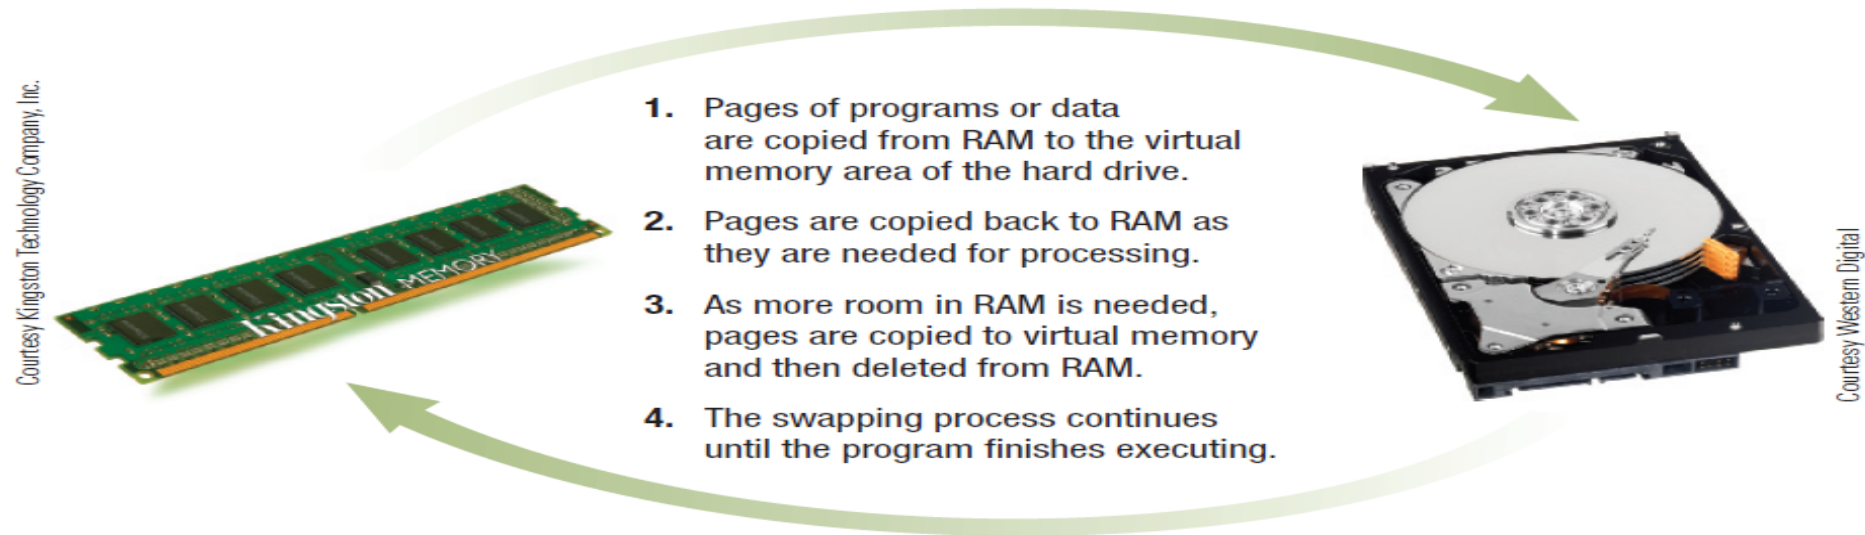 Courtesy Kingston Technology Company, Inc.
Kingston
MEMORY
1. Pages of programs or data
are copied from RAM to the virtual
memory area of the hard drive.
2. Pages are copied back to RAM as
they are needed for processing.
3. As more room in RAM is needed,
pages are copied to virtual memory
and then deleted from RAM.
4. The swapping process continues
until the program finishes executing.
Courtesy Western Digital